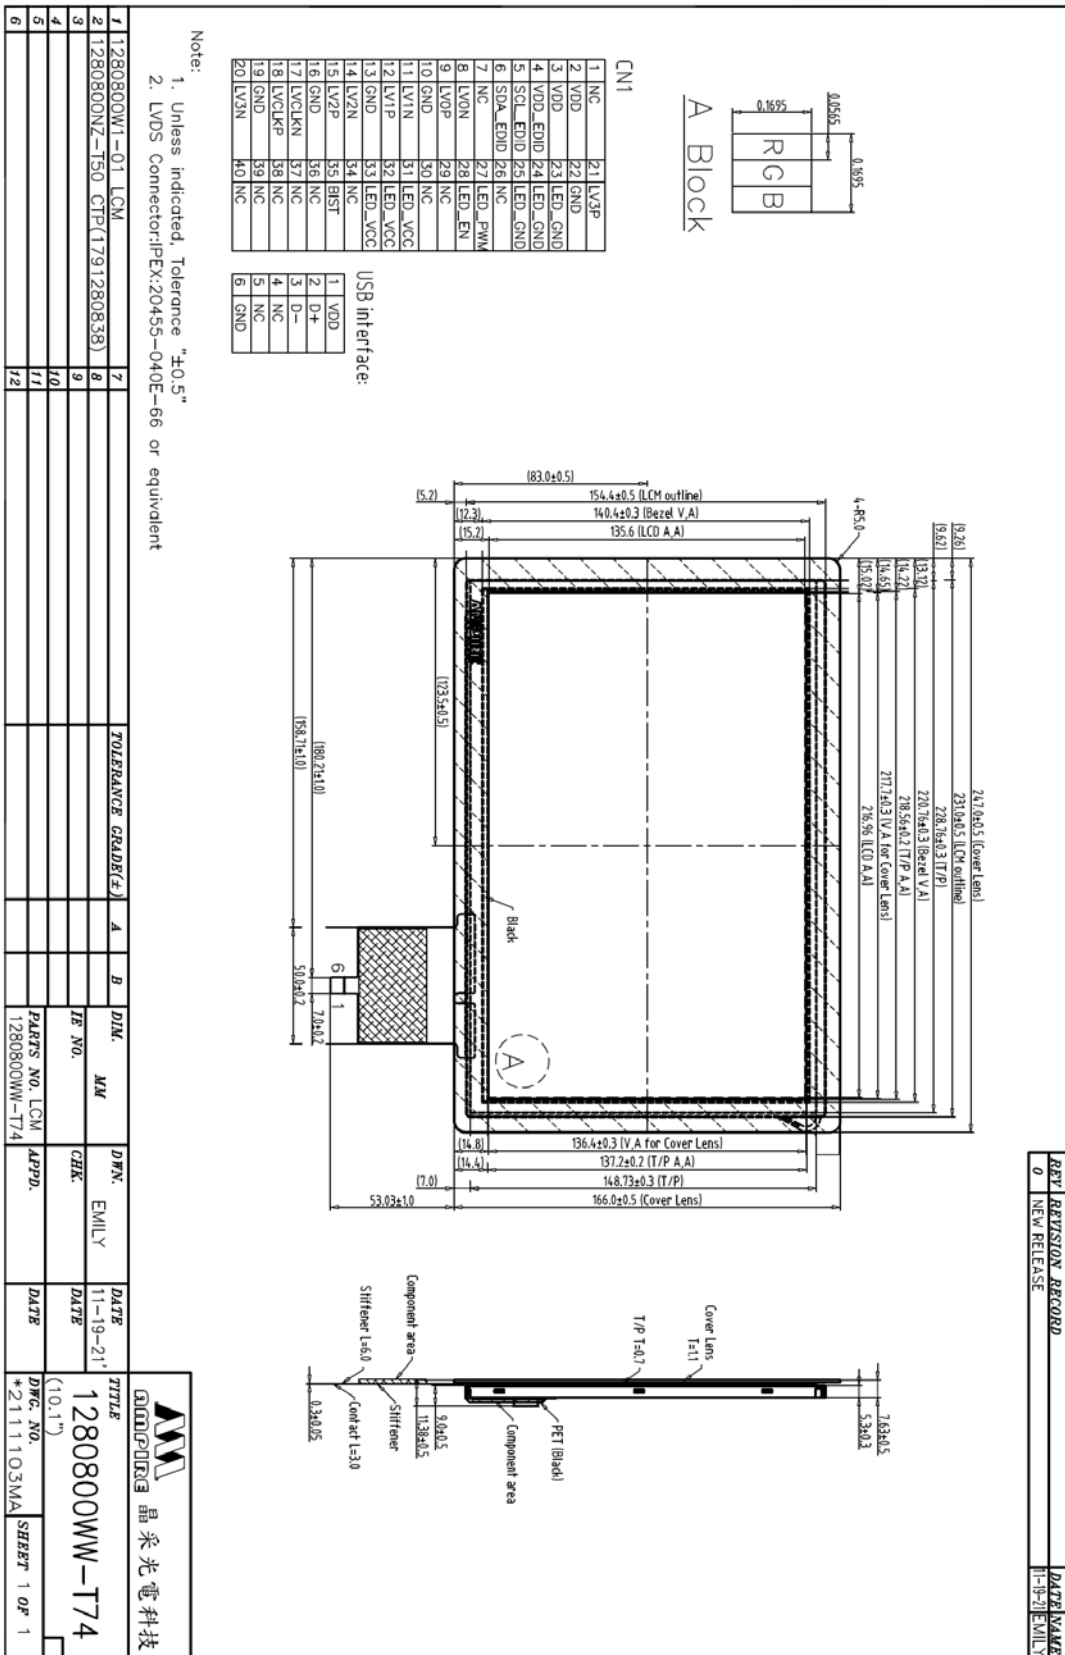 REV REVISION RECORD DATE NAME
0 NEW RELEASE 11-19-21 EMILY
0.0565
0.1695
0.1695
R G B
A Block
CN1
1 NC 21 LV3P
2 VDD 22 GND
3 VDD 23 LED_GND
4 VDD_EDID 24 LED_GND
5 SCL_EDID 25 LED_GND
6 SDA_EDID 26 NC
7 NC 27 LED_PWM
8 LV0N 28 LED_EN
9 LV0P 29 NC
10 GND 30 NC
11 LV1N 31 LED_VCC
12 LV1P 32 LED_VCC
13 GND 33 LED_VCC
14 LV2N 34 NC
15 LV2P 35 BIST
16 GND 36 NC
17 LVCLKN 37 NC
18 LVCLKP 38 NC
19 GND 39 NC
20 LV3N 40 NC
USB interface:
1 VDD
2 D+
3 D-
4 NC
5 NC
6 GND
247.0±0.5 (Cover Lens)
(9.26)
231.0±0.5 (LCM outline)
(9.62)
228.76±0.3 (T/P)
(13.12)
220.76±0.3 (Bezel V.A)
(14.22)
218.56±0.2 (T/P A.A)
(14.65)
217.7±0.3 (V.A for Cover Lens)
(15.02)
216.96 (LCD A.A)
4-R5.0
(83.0±0.5)
(5.2)
154.4±0.5 (LCM outline)
(12.3)
140.4±0.3 (Bezel V.A)
(15.2)
135.6 (LCD A.A)
Black
A
(14.8)
136.4±0.3 (V.A for Cover Lens)
(14.4)
137.2±0.2 (T/P A.A)
(7.0)
148.73±0.3 (T/P)
53.03±1.0
166.0±0.5 (Cover Lens)
(123.5±0.5)
(180.21±1.0)
(158.71±1.0)
6
1
7.0±0.2
50.0±0.2
7.63±0.5
5.3±0.3
Cover Lens
T=1.1
T/P T=0.7
PET (Black)
Component area
Component area
Stiffener L=6.0
Stiffener
Contact L=3.0
9.0±0.5
11.38±0.5
0.3±0.05
Note:
1. Unless indicated, Tolerance "±0.5"
2. LVDS Connector:IPEX:20455-040E-66 or equivalent
1 1280800W1-01 LCM 7
2 1280800NZ-T50 CTP(1791280838) 8
3 9
4 10
5 11
6 12
TOLERANCE GRADE(±) A B
DIM. MM
IE NO.
PARTS NO. LCM
1280800WW-T74
DWN. EMILY
CHK.
APPD.
DATE 11-19-21'
DATE
DATE
AMPIRE 晶采光電科技
TITLE
1280800WW-T74
(10.1")
DWG. NO.
*2111103MA
SHEET 1 OF 1